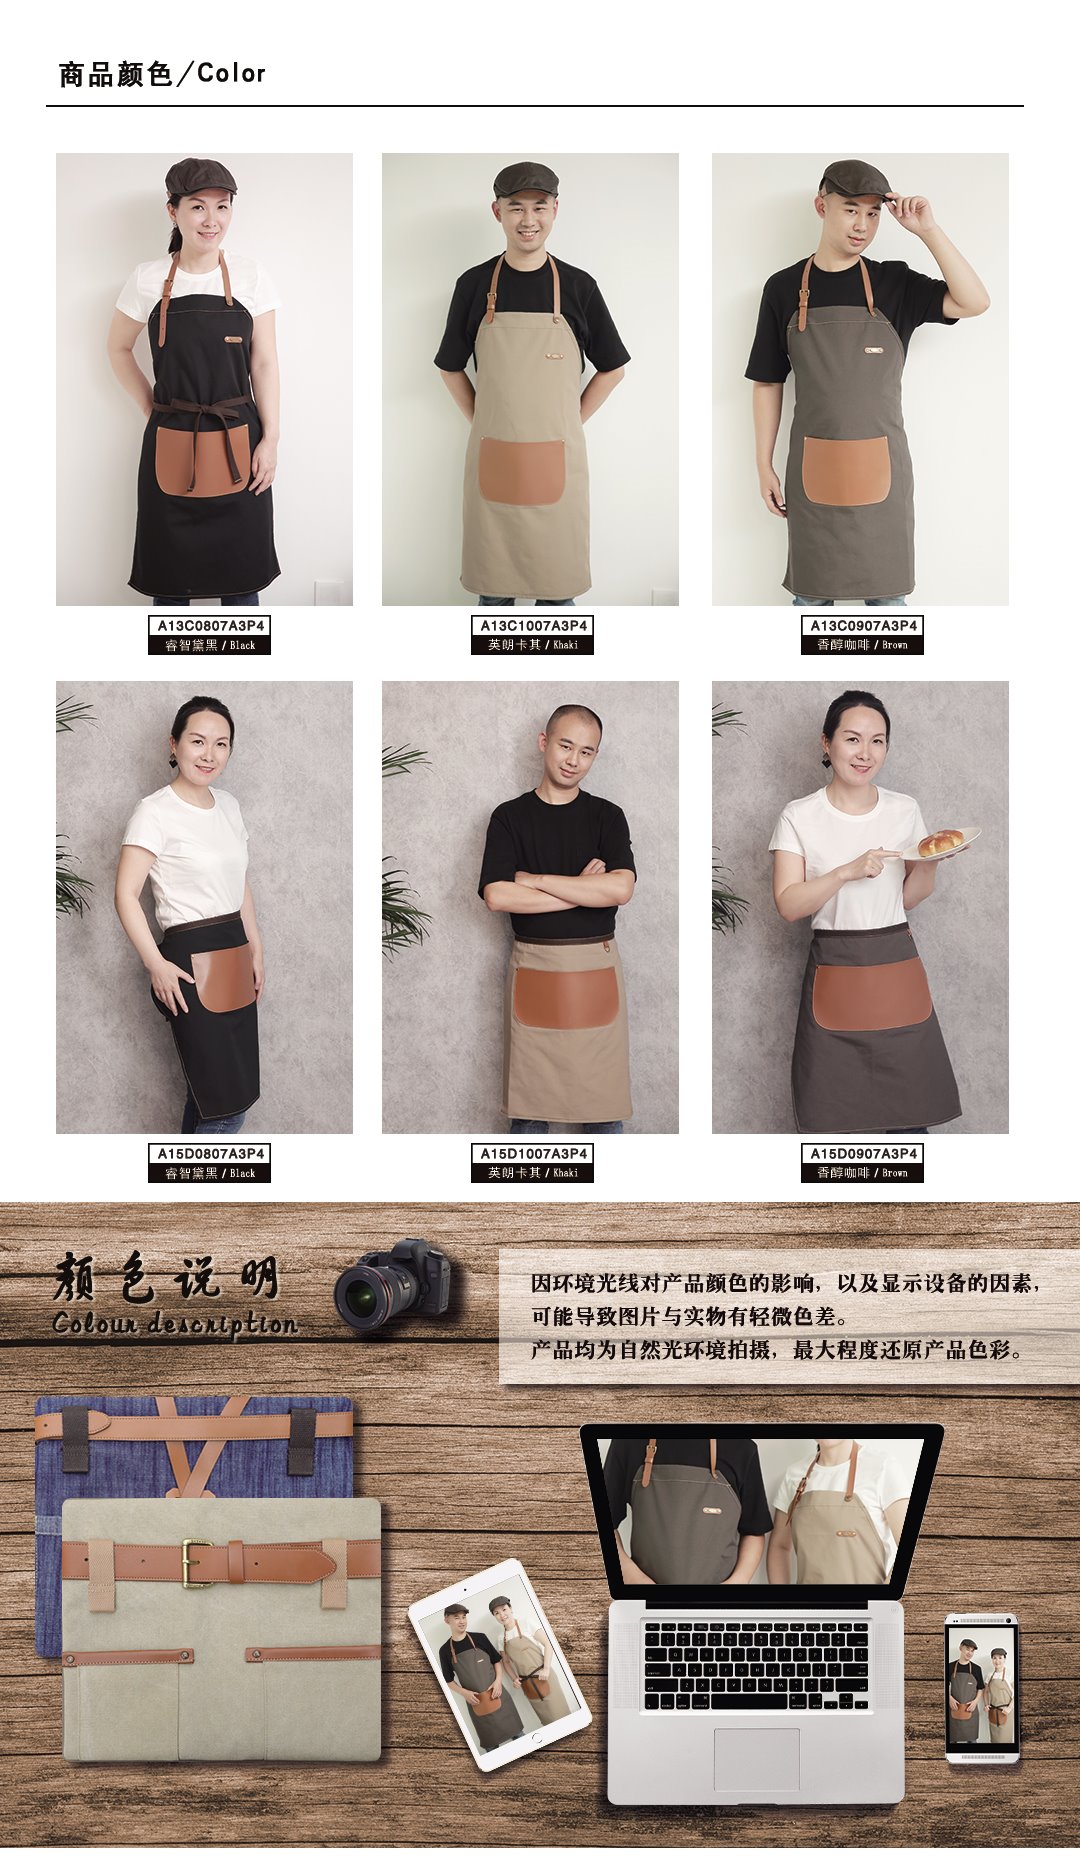 商品颜色/Color
A13C0807A3P4
睿智黛黑 / Black
A13C1007A3P4
英朗卡其 / Khaki
A13C0907A3P4
香醇咖啡 / Brown
A15D0807A3P4
睿智黛黑 / Black
A15D1007A3P4
英朗卡其 / Khaki
A15D0907A3P4
香醇咖啡 / Brown
颜色说明
Colour description
因环境光线对产品颜色的影响，以及显示设备的因素，
可能导致图片与实物有轻微色差。
产品均为自然光环境拍摄，最大程度还原产品色彩。